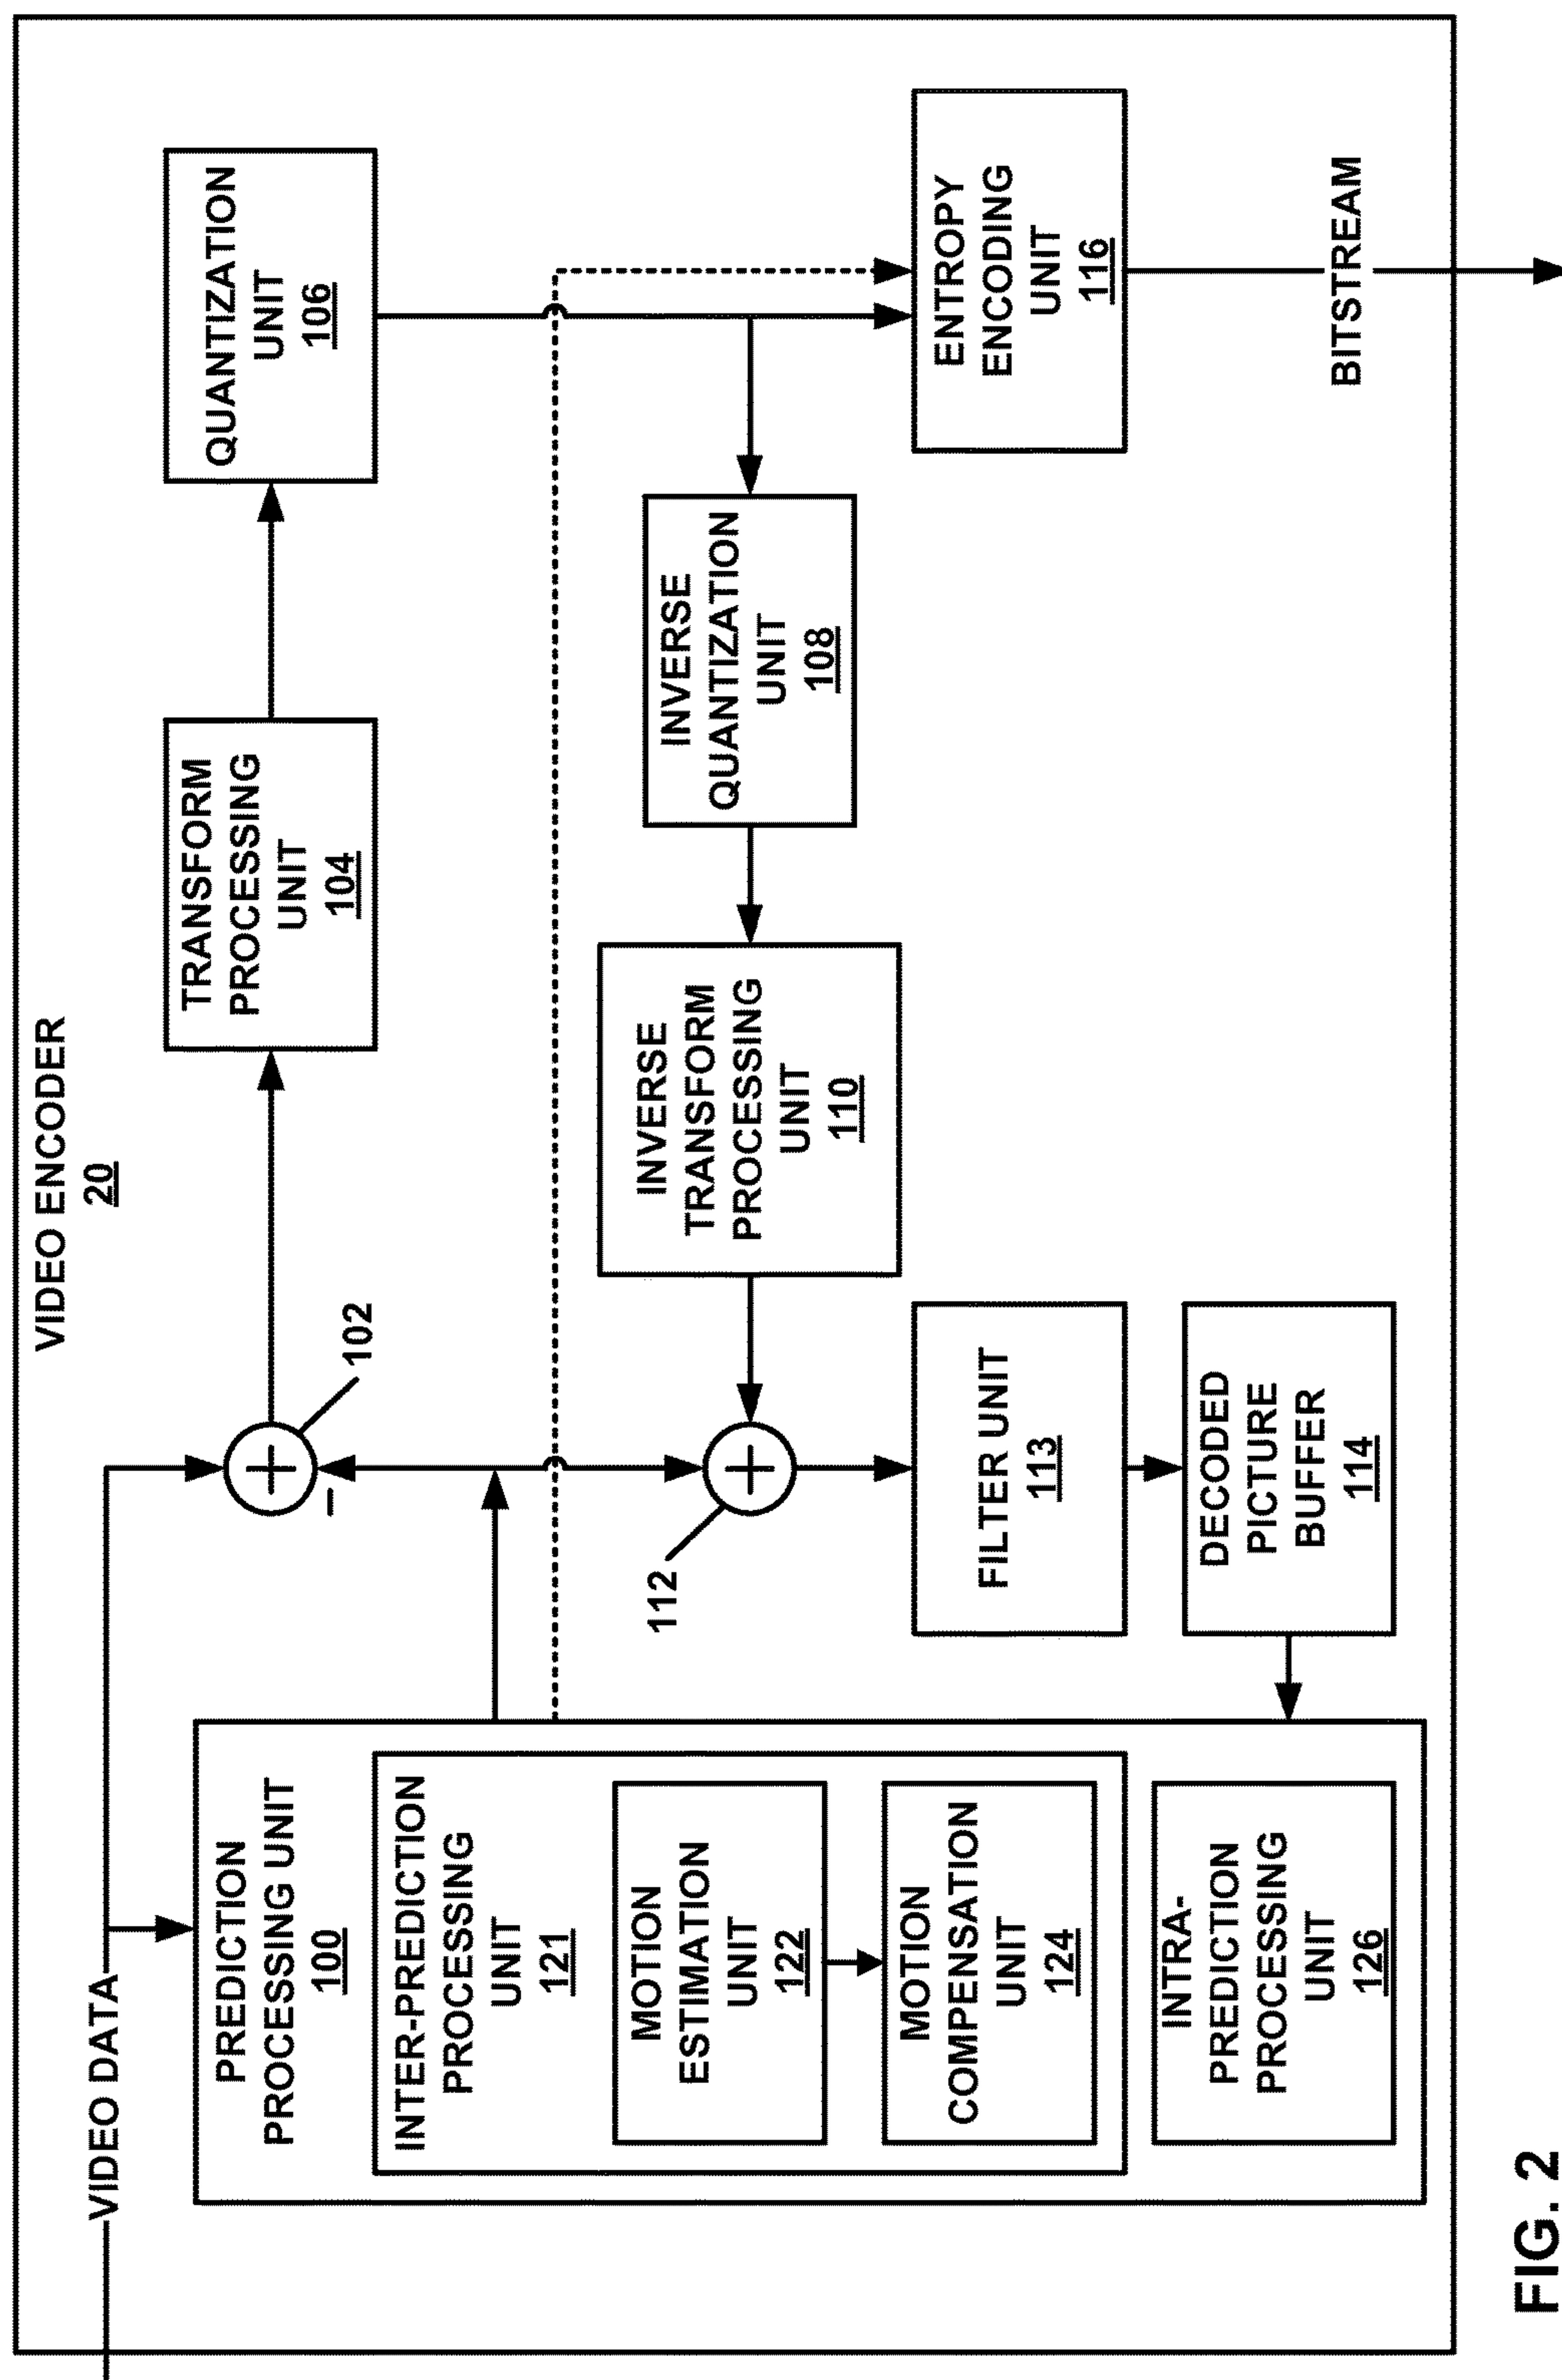 VIDEO ENCODER
20
VIDEO DATA
PREDICTION
PROCESSING UNIT
100
INTER-PREDICTION
PROCESSING
UNIT
121
MOTION
ESTIMATION
UNIT
122
MOTION
COMPENSATION
UNIT
124
INTRA-
PREDICTION
PROCESSING
UNIT
126
102
-
TRANSFORM
PROCESSING
UNIT
104
QUANTIZATION
UNIT
106
INVERSE
QUANTIZATION
UNIT
108
INVERSE
TRANSFORM
PROCESSING
UNIT
110
112
FILTER UNIT
113
DECODED
PICTURE
BUFFER
114
ENTROPY
ENCODING
UNIT
116
BITSTREAM
FIG. 2